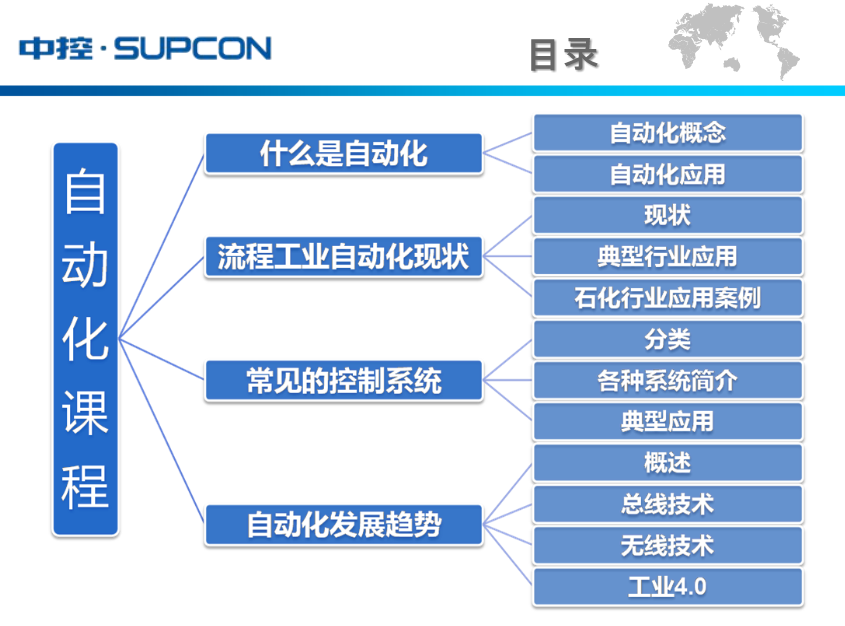 中控·SUPCON
目录
自动化课程
什么是自动化
自动化概念
自动化应用
流程工业自动化现状
现状
典型行业应用
石化行业应用案例
常见的控制系统
分类
各种系统简介
典型应用
自动化发展趋势
概述
总线技术
无线技术
工业4.0